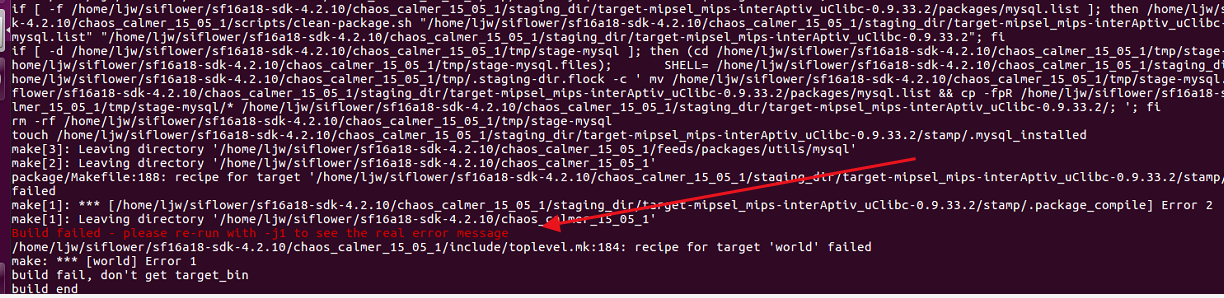 if [ -f /home/ljw/siflower/sf16a18-sdk-4.2.10/chaos_calmer_15_05_1/staging_dir/target-mipsel_mips-interAptiv_uClibc-0.9.33.2/packages/mysql.list ]; then /home/ljw/s
_1/scripts/clean-package.sh "/home/ljw/siflower/sf16a18-sdk-4.2.10/chaos_calmer_15_05_1/staging_dir/target-mipsel_mips-interAptiv_uClibc
mysql.list" "/home/ljw/siflower/sf16a18-sdk-4.2.10/chaos_calmer_15_05_1/staging_dir/target-mipsel_mips-interAptiv_uClibc-0.9.33.2"; fi
if [ -d /home/ljw/siflower/sf16a18-sdk-4.2.10/chaos_calmer_15_05_1/tmp/stage-mysql ]; then (cd /home/ljw/siflower/sf16a18-sdk-4.2.10/chaos_calmer_15_05_1/tmp/stage
home/ljw/siflower/sf16a18-sdk-4.2.10/chaos_calmer_15_05_1/tmp/stage-mysql.files); SHELL= /home/ljw/siflower/sf16a18-sdk-4.2.10/chaos_calmer_15_05_1/staging_d
/home/ljw/siflower/sf16a18-sdk-4.2.10/chaos_calmer_15_05_1/tmp/.staging-dir.flock -c ' mv /home/ljw/siflower/sf16a18-sdk-4.2.10/chaos_calmer_15_05_1/tmp/stage-mysql.
flower/sf16a18-sdk-4.2.10/chaos_calmer_15_05_1/staging_dir/target-mipsel_mips-interAptiv_uClibc-0.9.33.2/packages/mysql.list && cp -fpR /home/ljw/siflower/sf16a18-s
lmer_15_05_1/tmp/stage-mysql/* /home/ljw/siflower/sf16a18-sdk-4.2.10/chaos_calmer_15_05_1/staging_dir/target-mipsel_mips-interAptiv_uClibc-0.9.33.2/; '; fi
rm -rf /home/ljw/siflower/sf16a18-sdk-4.2.10/chaos_calmer_15_05_1/tmp/stage-mysql
touch /home/ljw/siflower/sf16a18-sdk-4.2.10/chaos_calmer_15_05_1/staging_dir/target-mipsel_mips-interAptiv_uClibc-0.9.33.2/stamp/.mysql_installed
make[3]: Leaving directory '/home/ljw/siflower/sf16a18-sdk-4.2.10/chaos_calmer_15_05_1/feeds/packages/utils/mysql'
make[2]: Leaving directory '/home/ljw/siflower/sf16a18-sdk-4.2.10/chaos_calmer_15_05_1'
package/Makefile:188: recipe for target '/home/ljw/siflower/sf16a18-sdk-4.2.10/chaos_calmer_15_05_1/staging_dir/target-mipsel_mips-interAptiv_uClibc-0.9.33.2/stamp/
failed
make[1]: *** [/home/ljw/siflower/sf16a18-sdk-4.2.10/chaos_calmer_15_05_1/staging_dir/target-mipsel_mips-interAptiv_uClibc-0.9.33.2/stamp/.package_compile] Error 2
make[1]: Leaving directory '/home/ljw/siflower/sf16a18-sdk-4.2.10/chaos_calmer_15_05_1'
Build failed - please re-run with -j1 to see the real error message
/home/ljw/siflower/sf16a18-sdk-4.2.10/chaos_calmer_15_05_1/include/toplevel.mk:184: recipe for target 'world' failed
make: *** [world] Error 1
build fail, don't get target_bin
build end